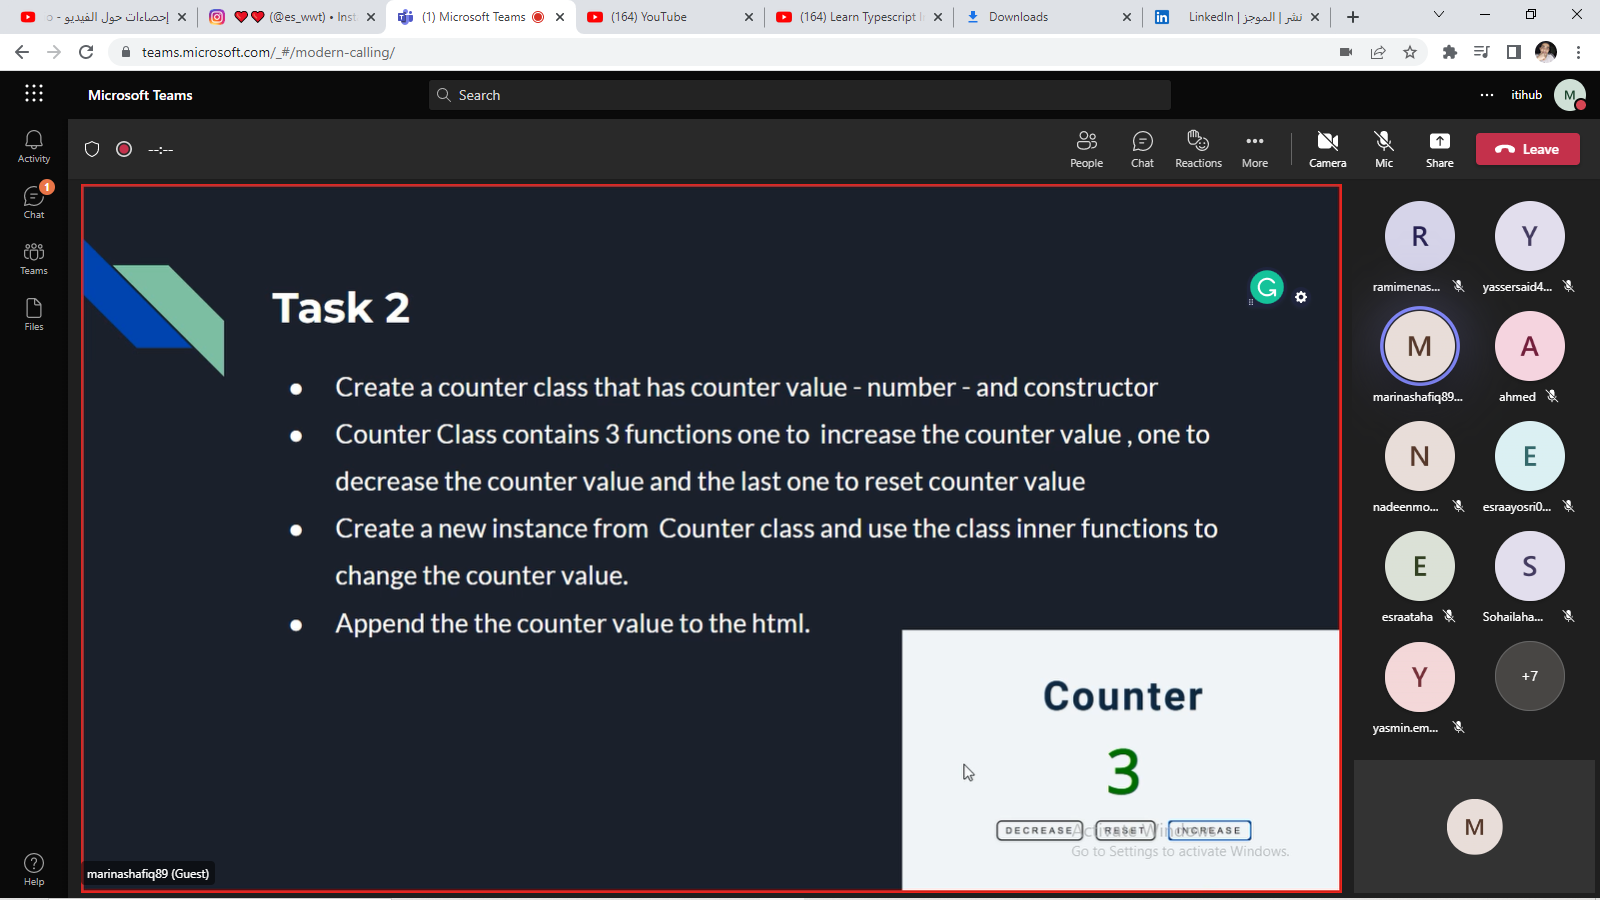 إحصاءات حول الفيديو - o
❤❤ (@es_wwt) • Inst
(1) Microsoft Teams
(164) YouTube
(164) Learn Typescript I
Downloads
نشر | الموجز | LinkedIn
teams.microsoft.com/_#/modern-calling/
Microsoft Teams
Search
itihub
M
Activity
1
Chat
Teams
Files
Help
--:--
People
Chat
Reactions
More
Camera
Mic
Share
Leave
Task 2
● Create a counter class that has counter value - number - and constructor
● Counter Class contains 3 functions one to increase the counter value , one to
decrease the counter value and the last one to reset counter value
● Create a new instance from Counter class and use the class inner functions to
change the counter value.
● Append the the counter value to the html.
Counter
3
DECREASE RESET INCREASE
Activate Windows
Go to Settings to activate Windows.
marinashafiq89 (Guest)
R Y
ramimenas... yassersaid4...
M A
marinashafiq89... ahmed
N E
nadeenmo... esraayosri0...
E S
esraataha Sohailaha...
Y +7
yasmin.em...
M